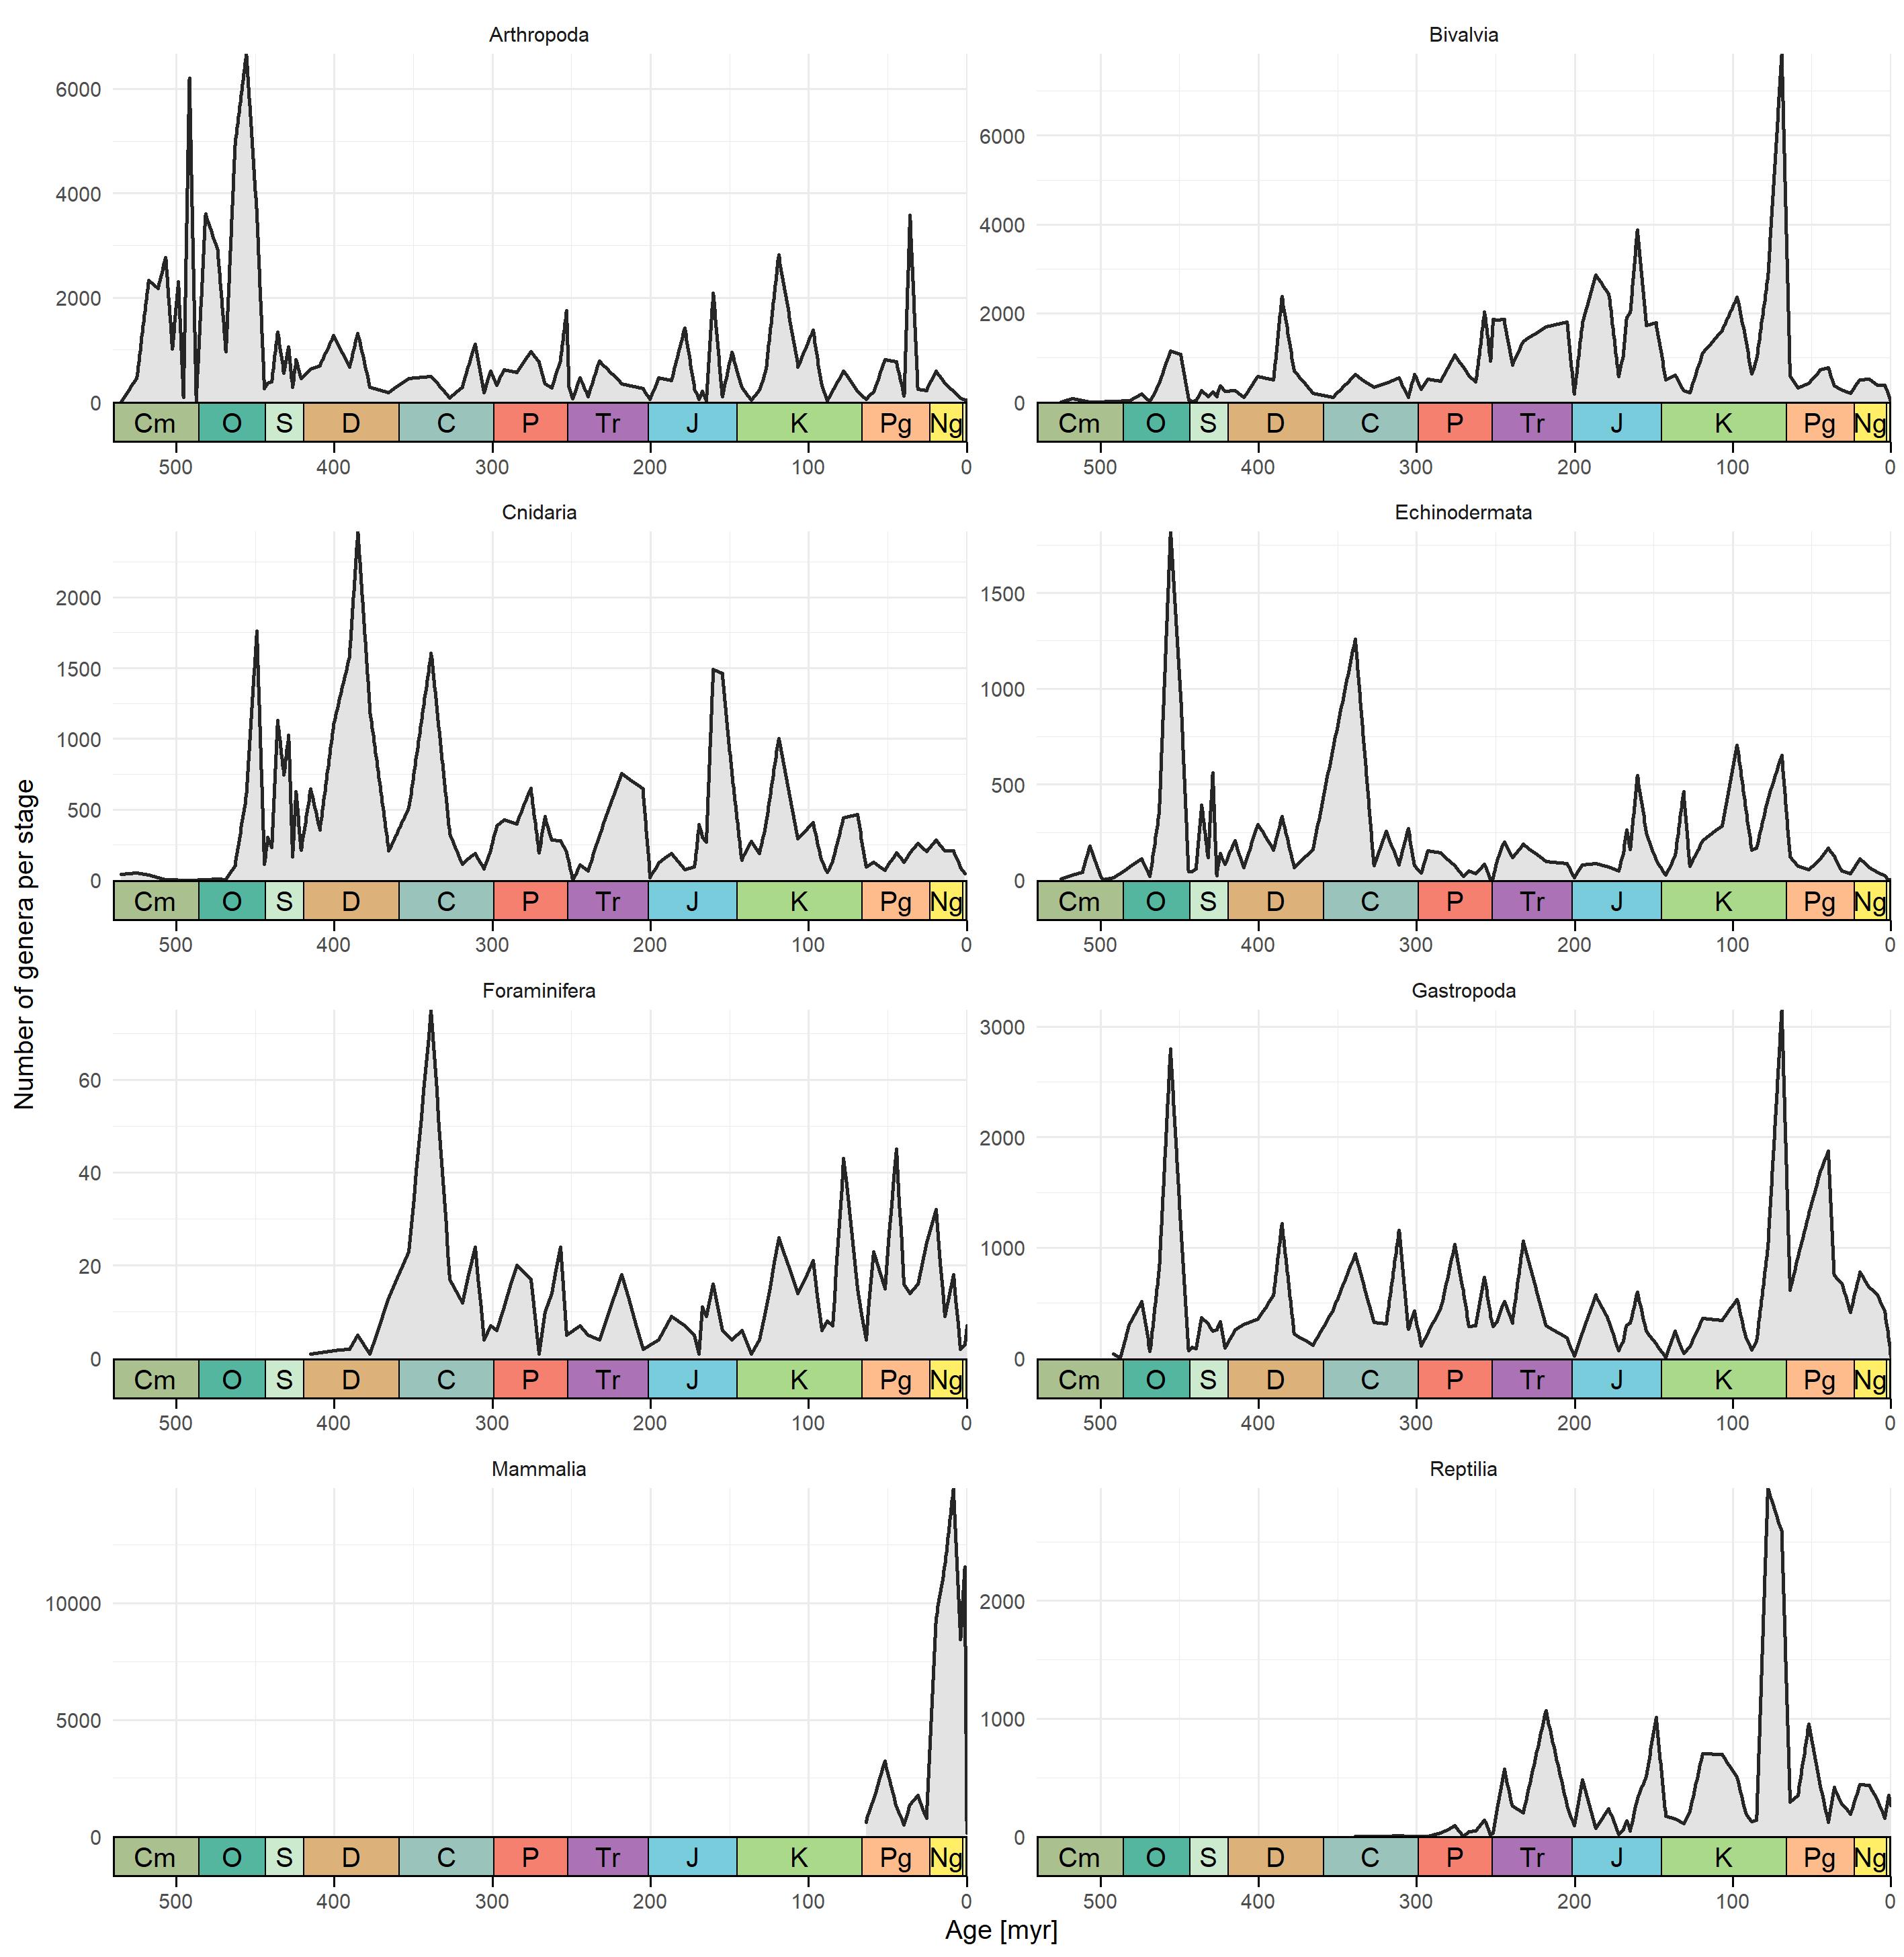 Arthropoda
6000
4000
2000
0
Cm O S D C P Tr J K Pg Ng
500 400 300 200 100 0
Bivalvia
6000
4000
2000
0
Cm O S D C P Tr J K Pg Ng
500 400 300 200 100 0
Cnidaria
2000
1500
1000
500
0
Cm O S D C P Tr J K Pg Ng
500 400 300 200 100 0
Echinodermata
1500
1000
500
0
Cm O S D C P Tr J K Pg Ng
500 400 300 200 100 0
Number of genera per stage
Foraminifera
60
40
20
0
Cm O S D C P Tr J K Pg Ng
500 400 300 200 100 0
Gastropoda
3000
2000
1000
0
Cm O S D C P Tr J K Pg Ng
500 400 300 200 100 0
Mammalia
10000
5000
0
Cm O S D C P Tr J K Pg Ng
500 400 300 200 100 0
Reptilia
2000
1000
0
Cm O S D C P Tr J K Pg Ng
500 400 300 200 100 0
Age [myr]